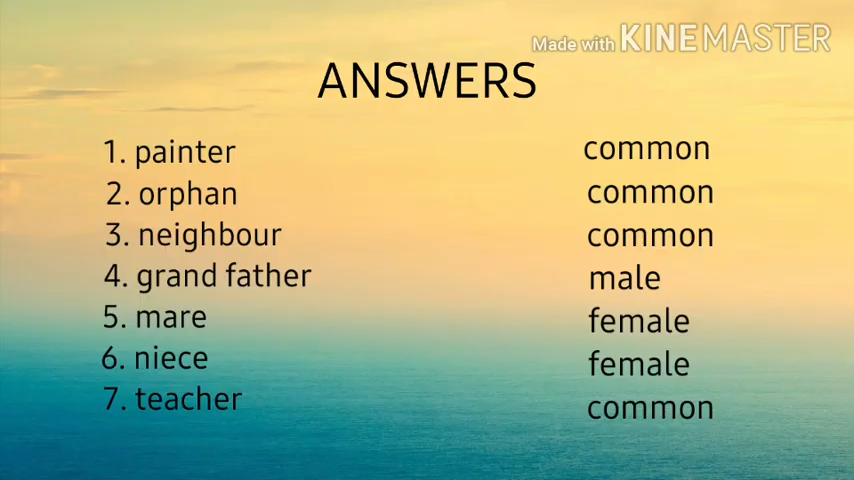 Made with KINEMASTER
ANSWERS
1. painter common
2. orphan common
3. neighbour common
4. grand father male
5. mare female
6. niece female
7. teacher common